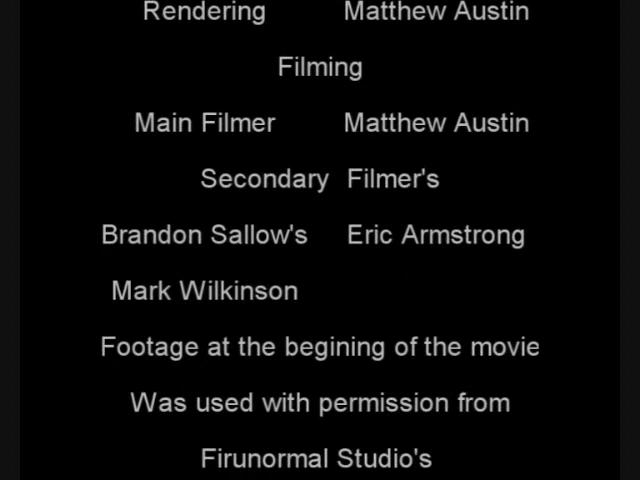 Rendering Matthew Austin
Filming
Main Filmer Matthew Austin
Secondary Filmer's
Brandon Sallow's Eric Armstrong
Mark Wilkinson
Footage at the begining of the movie
Was used with permission from
Firunormal Studio's